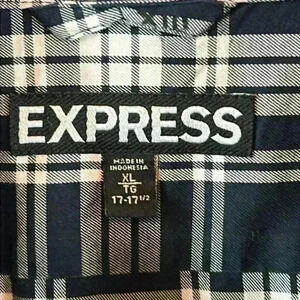 EXPRESS
MADE IN
INDONESIA
XL
TG
17-17 1/2